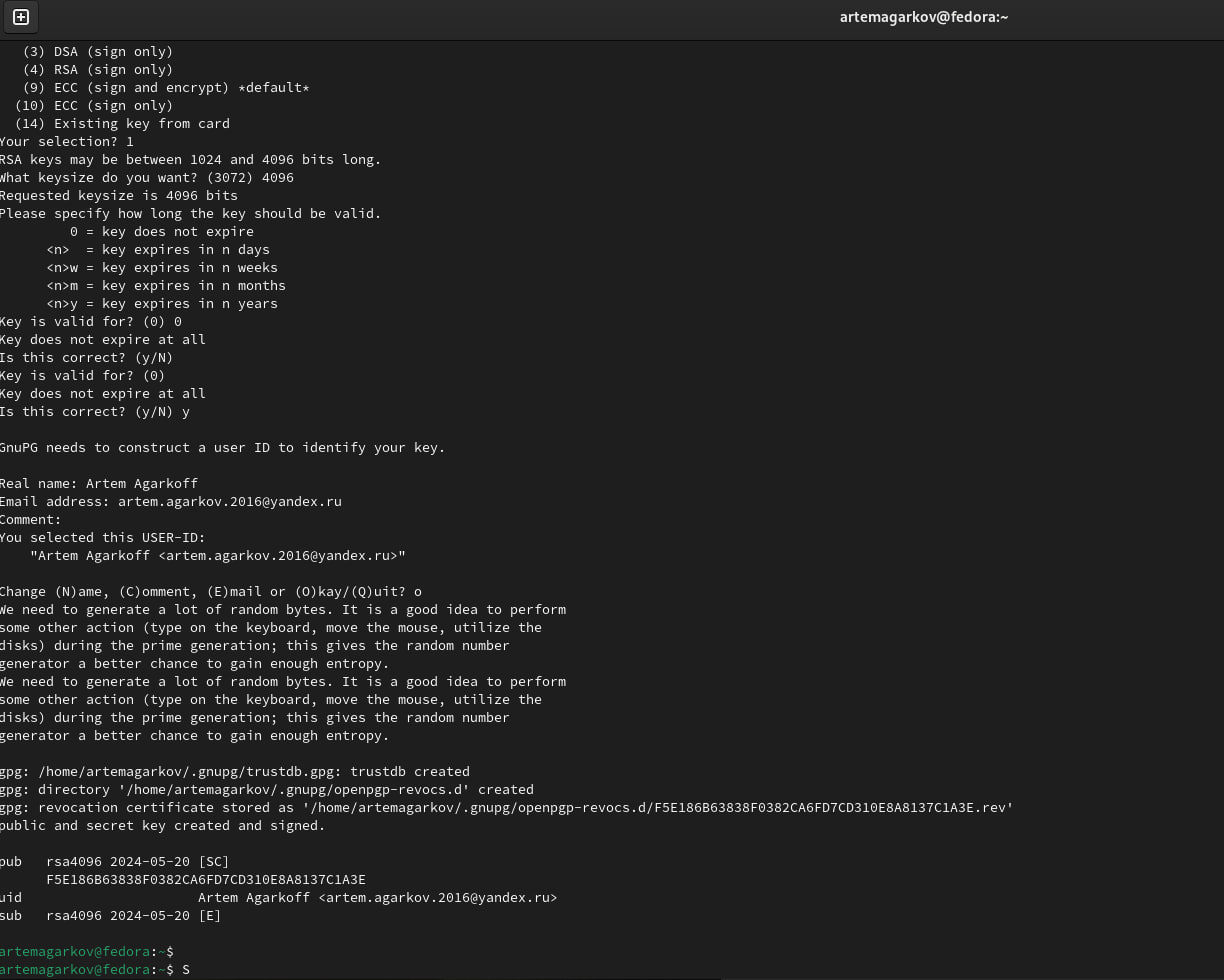 artemagarkov@fedora:~
(3) DSA (sign only)
(4) RSA (sign only)
(9) ECC (sign and encrypt) *default*
(10) ECC (sign only)
(14) Existing key from card
Your selection? 1
RSA keys may be between 1024 and 4096 bits long.
What keysize do you want? (3072) 4096
Requested keysize is 4096 bits
Please specify how long the key should be valid.
0 = key does not expire
<n>  = key expires in n days
<n>w = key expires in n weeks
<n>m = key expires in n months
<n>y = key expires in n years
Key is valid for? (0) 0
Key does not expire at all
Is this correct? (y/N)
Key is valid for? (0)
Key does not expire at all
Is this correct? (y/N) y
GnuPG needs to construct a user ID to identify your key.
Real name: Artem Agarkoff
Email address: artem.agarkov.2016@yandex.ru
Comment:
You selected this USER-ID:
"Artem Agarkoff <artem.agarkov.2016@yandex.ru>"
Change (N)ame, (C)omment, (E)mail or (O)kay/(Q)uit? o
We need to generate a lot of random bytes. It is a good idea to perform
some other action (type on the keyboard, move the mouse, utilize the
disks) during the prime generation; this gives the random number
generator a better chance to gain enough entropy.
We need to generate a lot of random bytes. It is a good idea to perform
some other action (type on the keyboard, move the mouse, utilize the
disks) during the prime generation; this gives the random number
generator a better chance to gain enough entropy.
gpg: /home/artemagarkov/.gnupg/trustdb.gpg: trustdb created
gpg: directory '/home/artemagarkov/.gnupg/openpgp-revocs.d' created
gpg: revocation certificate stored as '/home/artemagarkov/.gnupg/openpgp-revocs.d/F5E186B63838F0382CA6FD7CD310E8A8137C1A3E.rev'
public and secret key created and signed.
pub   rsa4096 2024-05-20 [SC]
F5E186B63838F0382CA6FD7CD310E8A8137C1A3E
uid                      Artem Agarkoff <artem.agarkov.2016@yandex.ru>
sub   rsa4096 2024-05-20 [E]
artemagarkov@fedora:~$
artemagarkov@fedora:~$ S